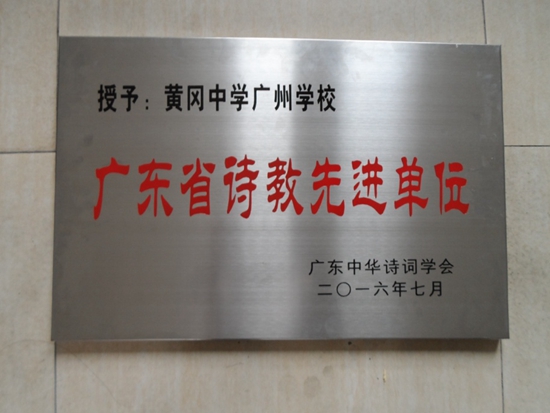 授予：黄冈中学广州学校
广东省诗教先进单位
广东中华诗词学会
二〇一六年七月